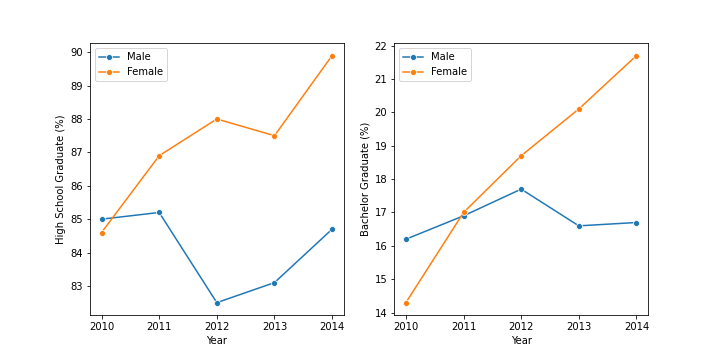 Male
Female
90
89
88
87
86
85
84
83
High School Graduate (%)
2010 2011 2012 2013 2014
Year
Male
Female
22
21
20
19
18
17
16
15
14
Bachelor Graduate (%)
2010 2011 2012 2013 2014
Year